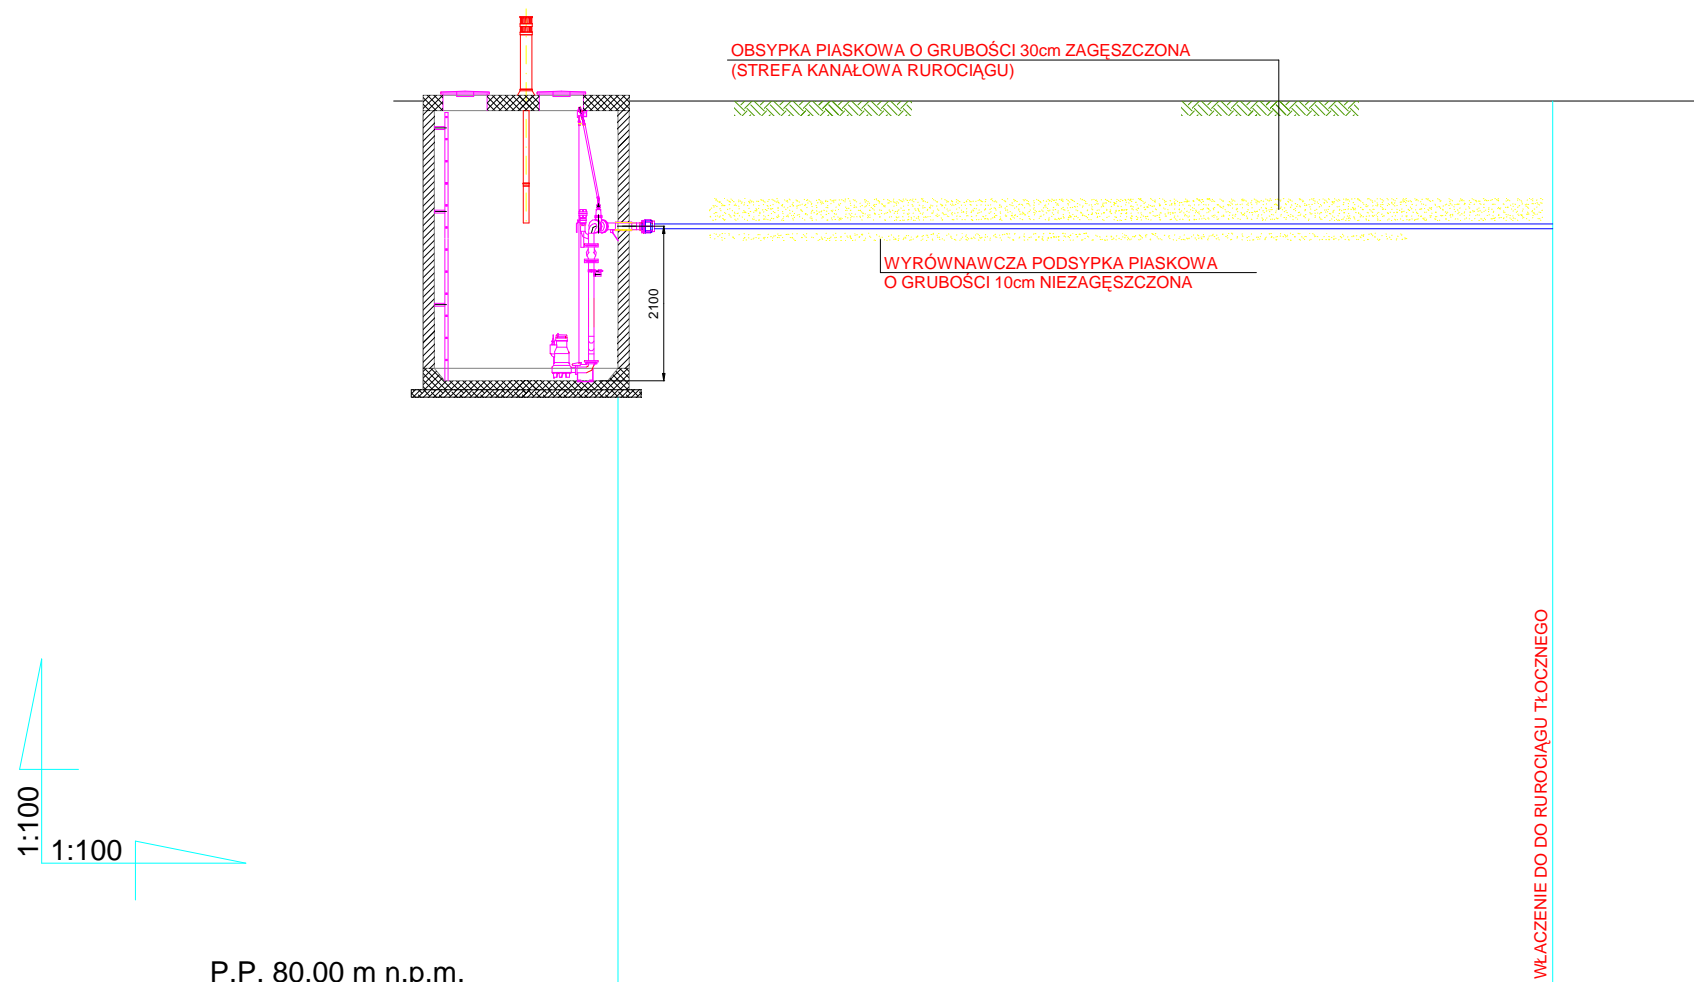 OBSYPKA PIASKOWA O GRUBOŚCI 30cm ZAGĘSZCZONA
(STREFA KANAŁOWA RUROCIĄGU)
WYRÓWNAWCZA PODSYPKA PIASKOWA
O GRUBOŚCI 10cm NIEZAGĘSZCZONA
2100
WŁACZENIE DO DO RUROCIĄGU TŁOCZNEGO
1:100
1:100
P.P. 80.00 m n.p.m.